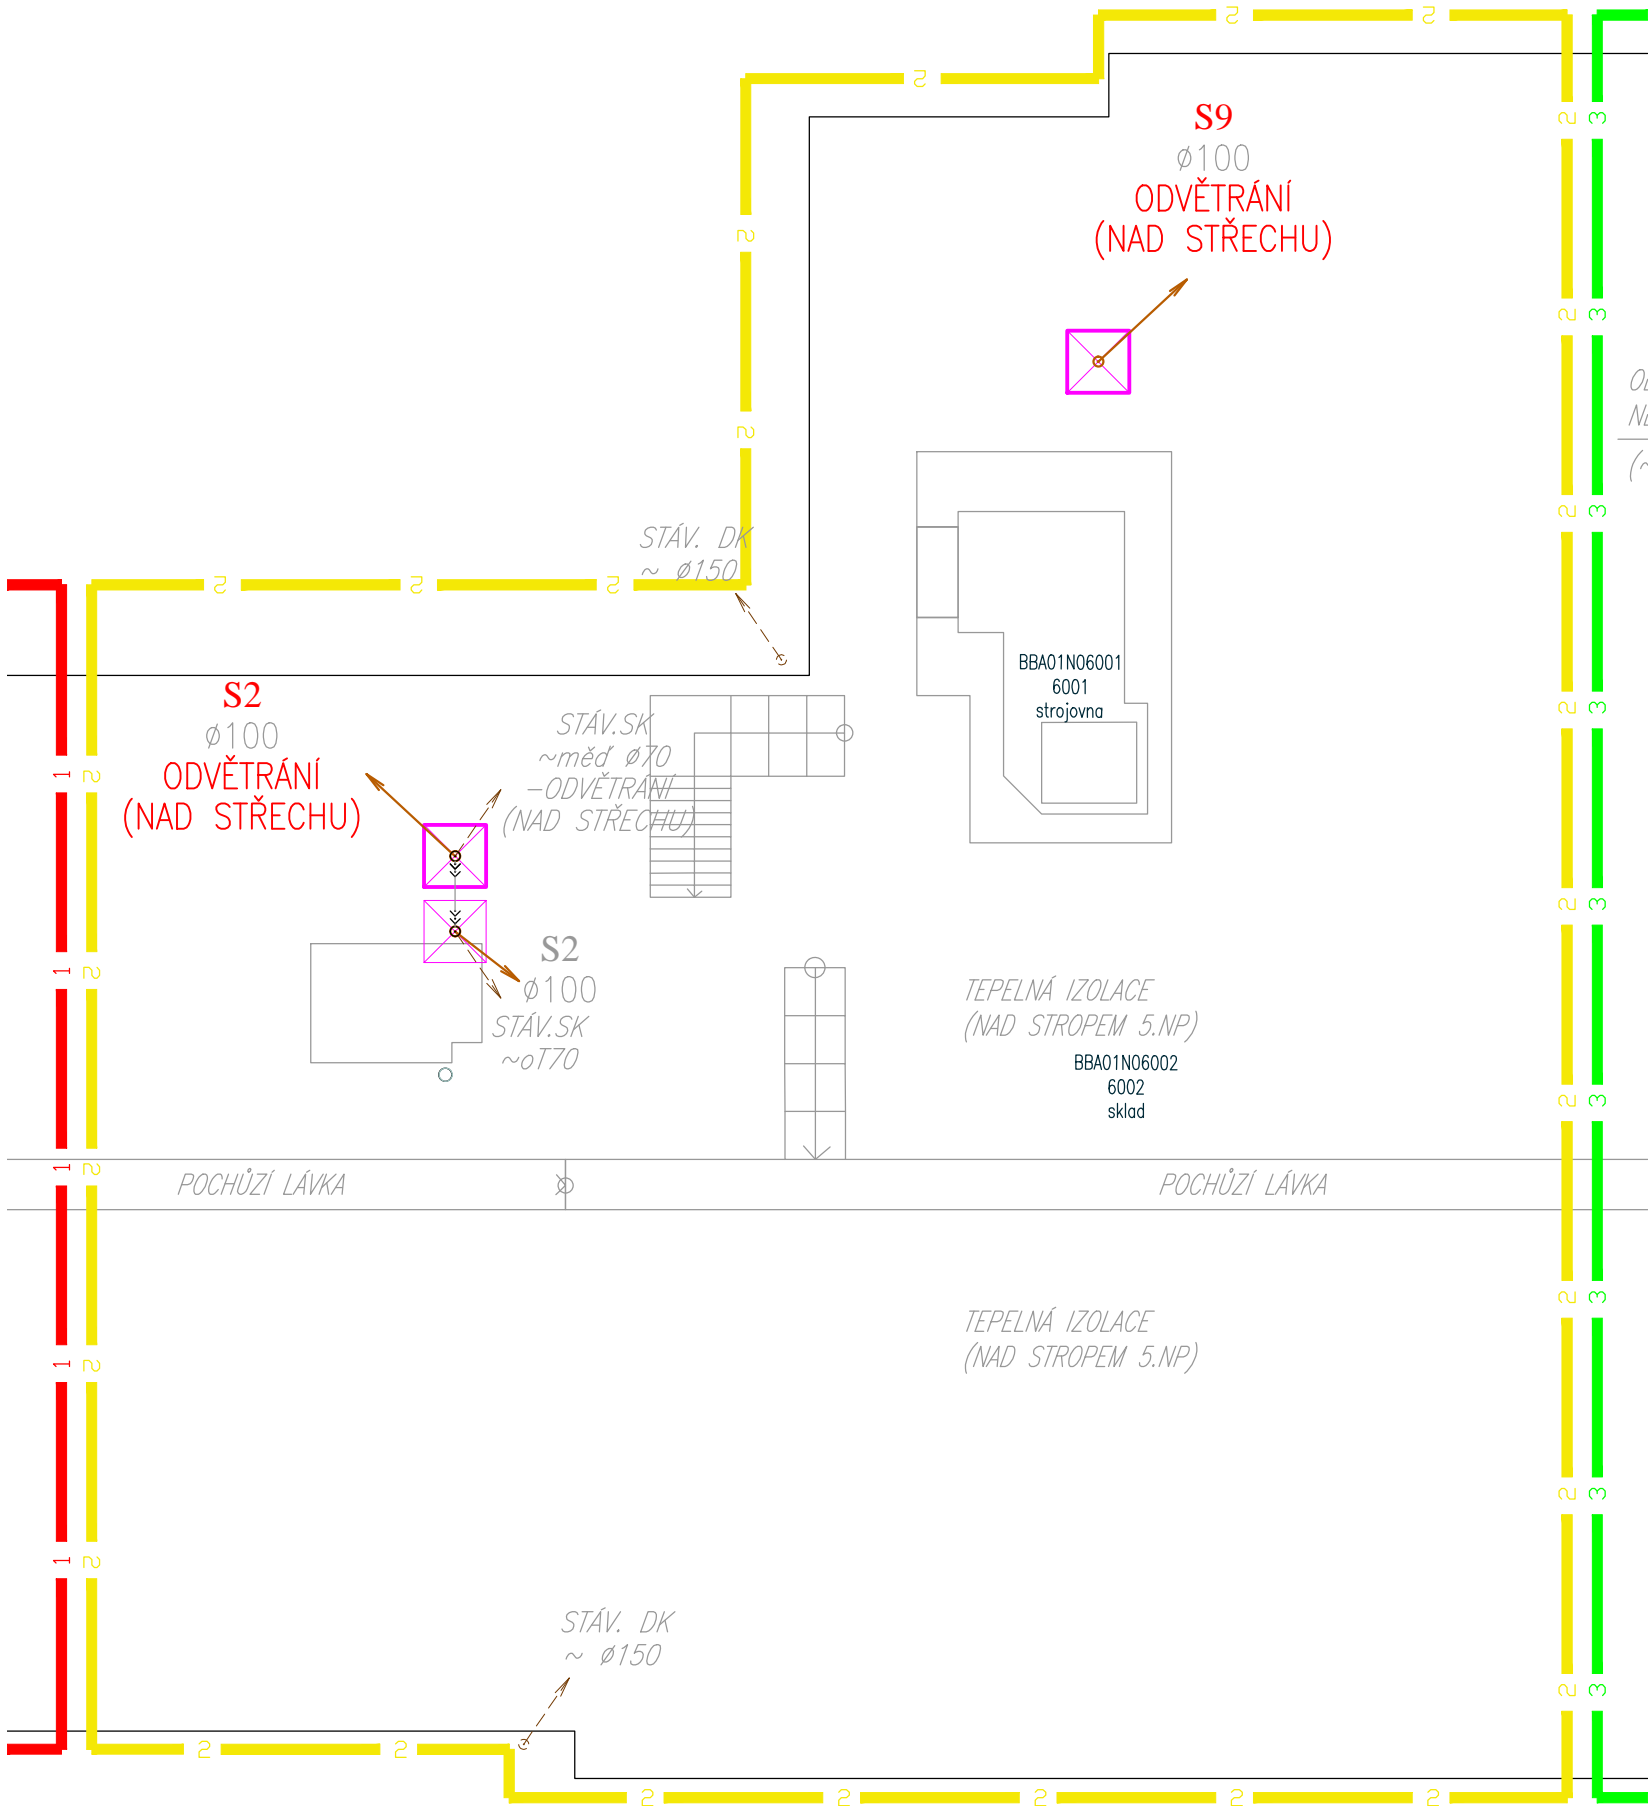 S9
ø100
ODVĚTRÁNÍ
(NAD STŘECHU)
STÁV. DK
~ ø150
BBA01N06001
6001
strojovna
S2
ø100
ODVĚTRÁNÍ
(NAD STŘECHU)
STÁV.SK
~měď ø70
-ODVĚTRÁNÍ
(NAD STŘECHU)
S2
ø100
STÁV.SK
~oT70
TEPELNÁ IZOLACE
(NAD STROPEM 5.NP)
BBA01N06002
6002
sklad
POCHŮZÍ LÁVKA
POCHŮZÍ LÁVKA
TEPELNÁ IZOLACE
(NAD STROPEM 5.NP)
STÁV. DK
~ ø150